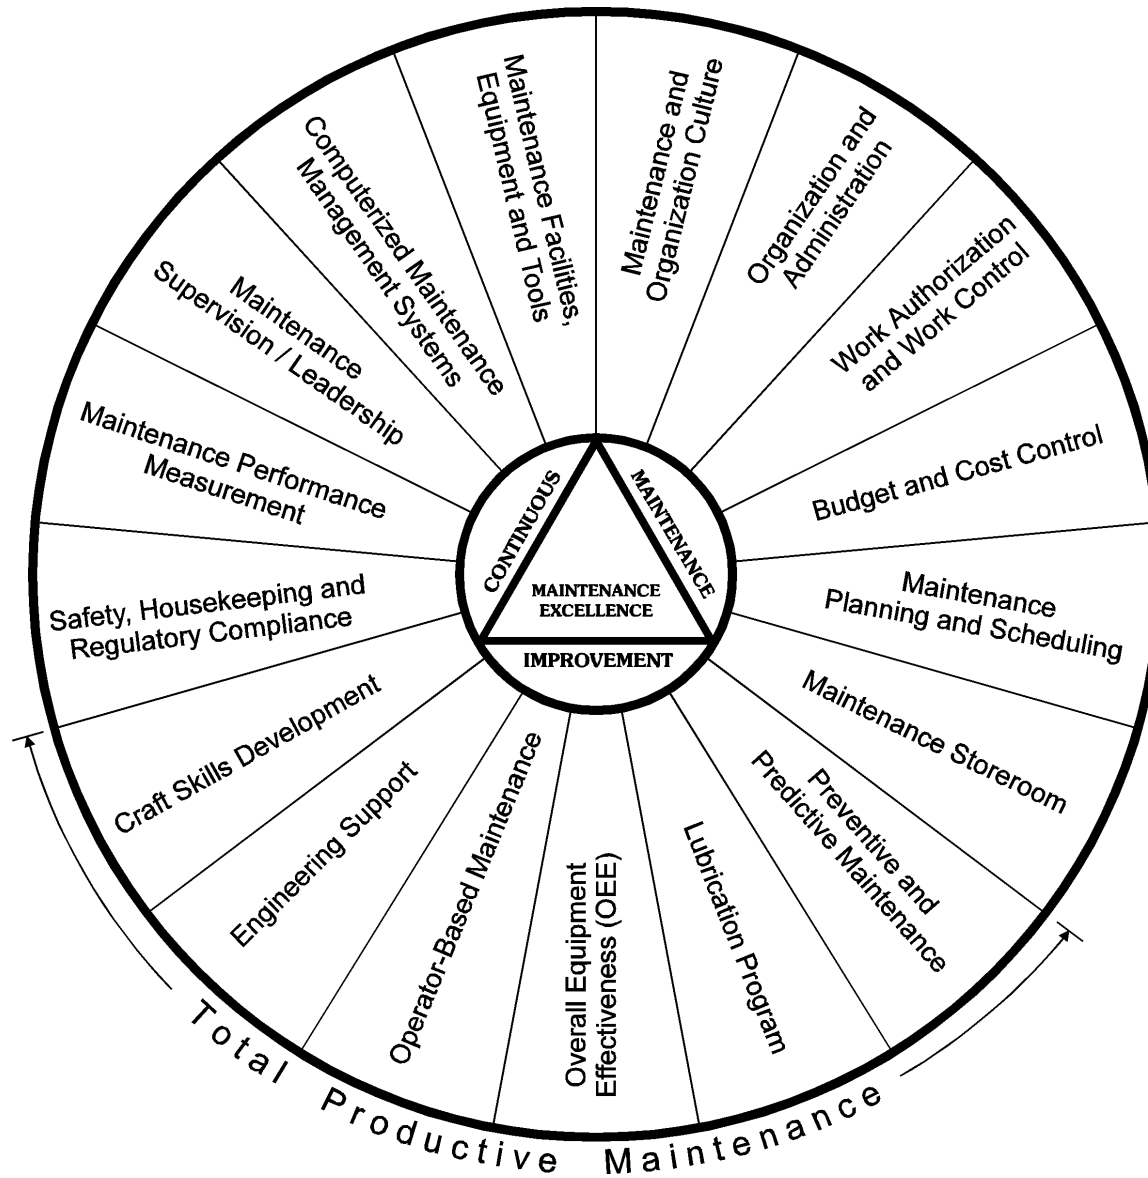 Maintenance and
Organization Culture
Organization and
Administration
Work Authorization
and Work Control
Budget and Cost Control
Maintenance
Planning and Scheduling
Maintenance Storeroom
Preventive and
Predictive Maintenance
Lubrication Program
Overall Equipment
Effectiveness (OEE)
Operator-Based Maintenance
Engineering Support
Craft Skills Development
Safety, Housekeeping and
Regulatory Compliance
Maintenance Performance
Measurement
Maintenance
Supervision / Leadership
Computerized Maintenance
Management Systems
Maintenance Facilities,
Equipment and Tools
CONTINUOUS
MAINTENANCE
IMPROVEMENT
MAINTENANCE
EXCELLENCE
Total Productive Maintenance